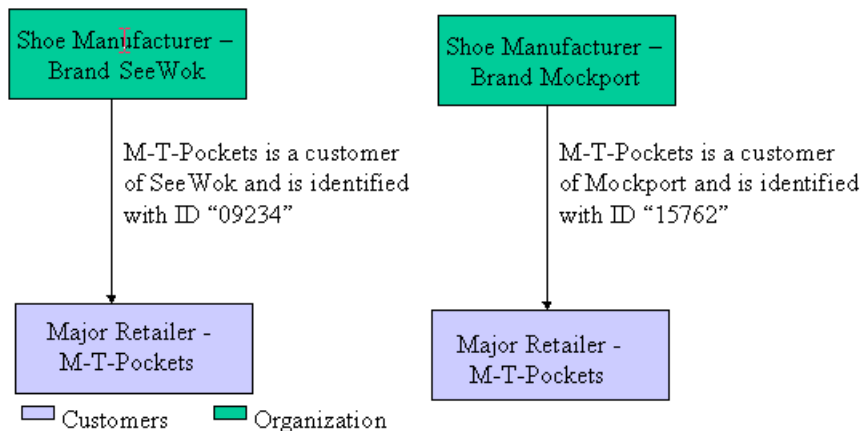 Shoe Manufacturer –
Brand SeeWok
Shoe Manufacturer –
Brand Mockport
M-T-Pockets is a customer
of SeeWok and is identified
with ID “09234”
M-T-Pockets is a customer
of Mockport and is identified
with ID “15762”
Major Retailer -
M-T-Pockets
Major Retailer -
M-T-Pockets
Customers
Organization